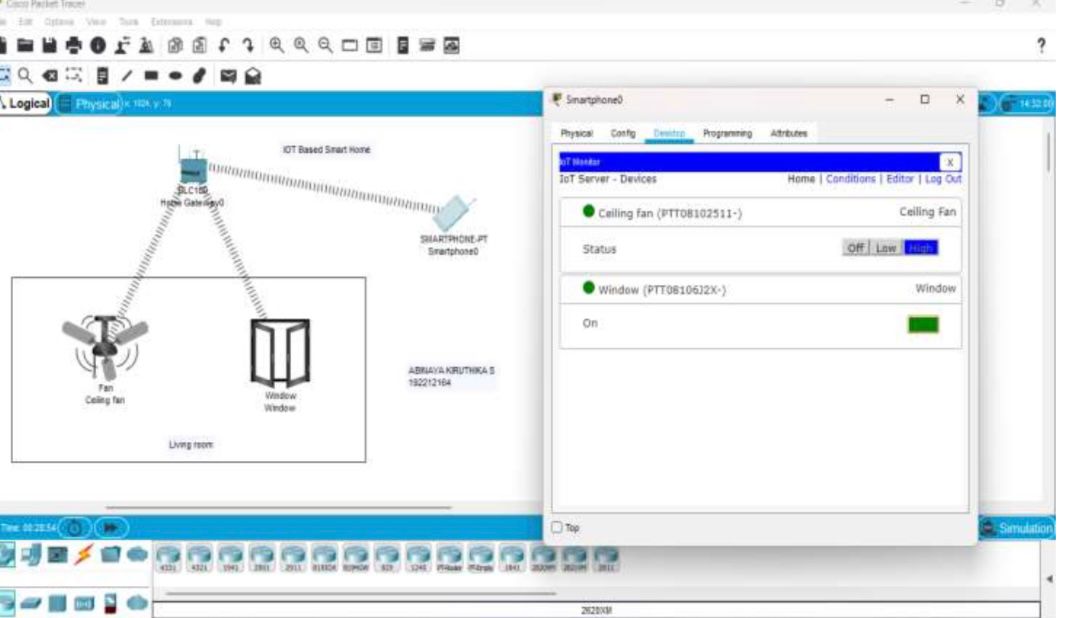 Cisco Packet Tracer
Edit Options View Tools Extensions Help
?
Logical
Physical
x: 1024, y: 79
14:32:00
IOT Based Smart Home
Home Gateway0
SMARTPHONE-PT
Smartphone0
Fan
Ceiling fan
Window
Window
ABINAYA KIRUTHIKA S
192212164
Living room
Smartphone0
Physical Config Desktop Programming Attributes
IoT Monitor
X
IoT Server - Devices
Home | Conditions | Editor | Log Out
Ceiling fan (PTT08102511-)
Ceiling Fan
Status
Off Low High
Window (PTT08106J2X-)
Window
On
Top
Time: 00:28:54
Simulation
4331 4321 1941 2901 2911 819IOX 819HGW 829 1240 PT-Router PT-Empty 1841 2620XM 2621XM 2811
2620XM